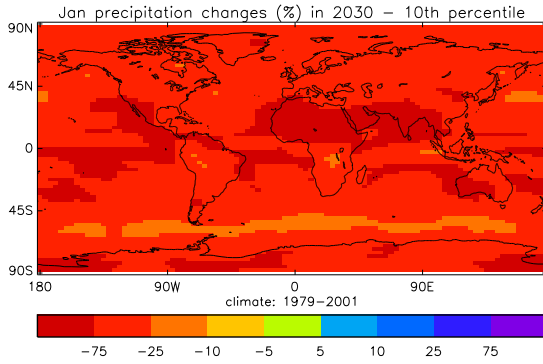 Jan precipitation changes (%) in 2030 − 10th percentile
90N
45N
0
45S
90S
180 90W 0 90E
climate: 1979−2001
−75 −25 −10 −5 5 10 25 75